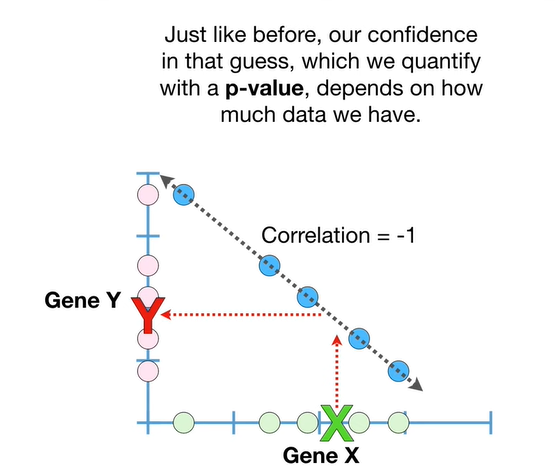 Just like before, our confidence
in that guess, which we quantify
with a p-value, depends on how
much data we have.
Correlation = -1
Gene Y
Y
X
Gene X